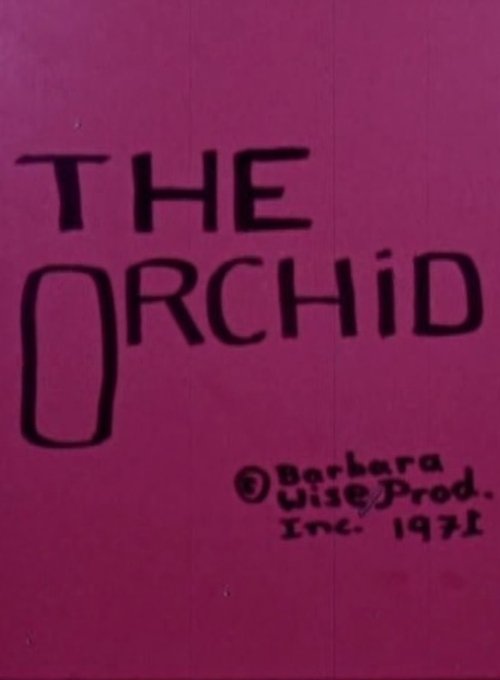 THE
ORCHiD
© Barbara
Wise Prod.
Inc. 1971